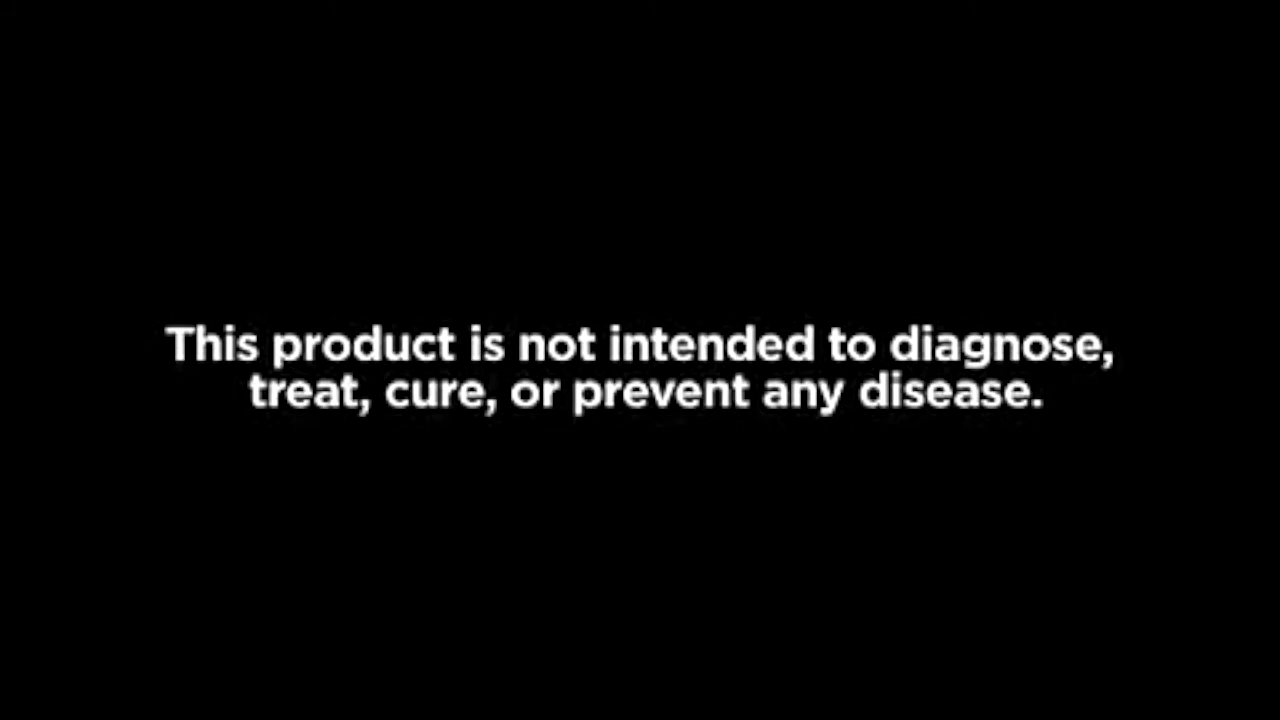 This product is not intended to diagnose,
treat, cure, or prevent any disease.